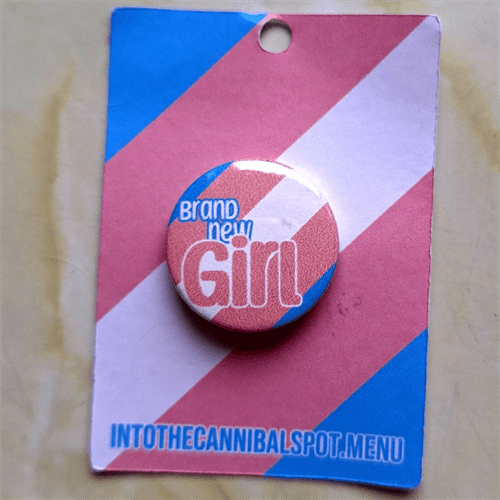 Brand
new
Girl
INTOTHECANNIBALSPOT.MENU